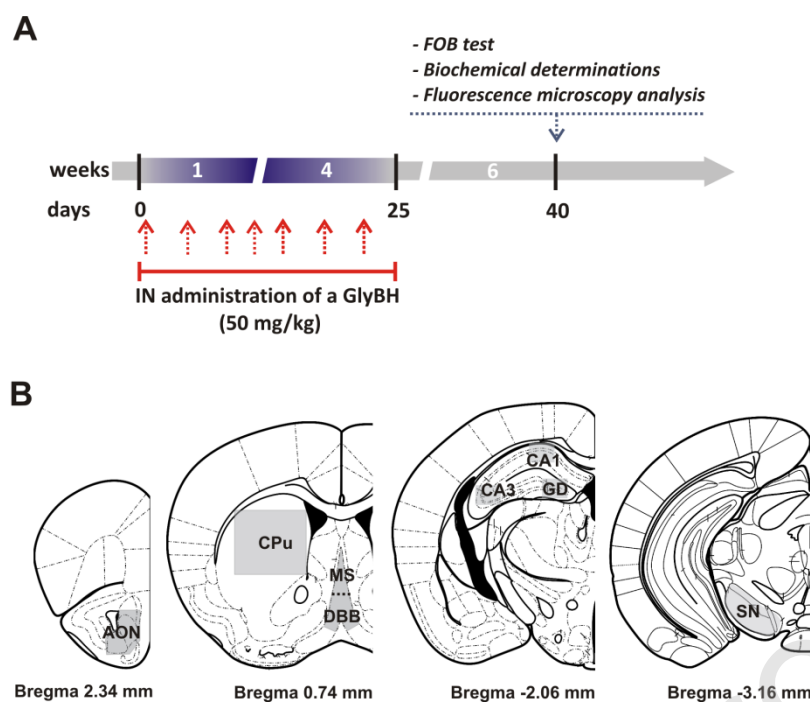 A
- FOB test
- Biochemical determinations
- Fluorescence microscopy analysis
weeks 1 4 6
days 0 25 40
IN administration of a GlyBH
(50 mg/kg)
B
CPu
MS
DBB
AON
CA1
CA3 GD
SN
Bregma 2.34 mm Bregma 0.74 mm Bregma -2.06 mm Bregma -3.16 mm